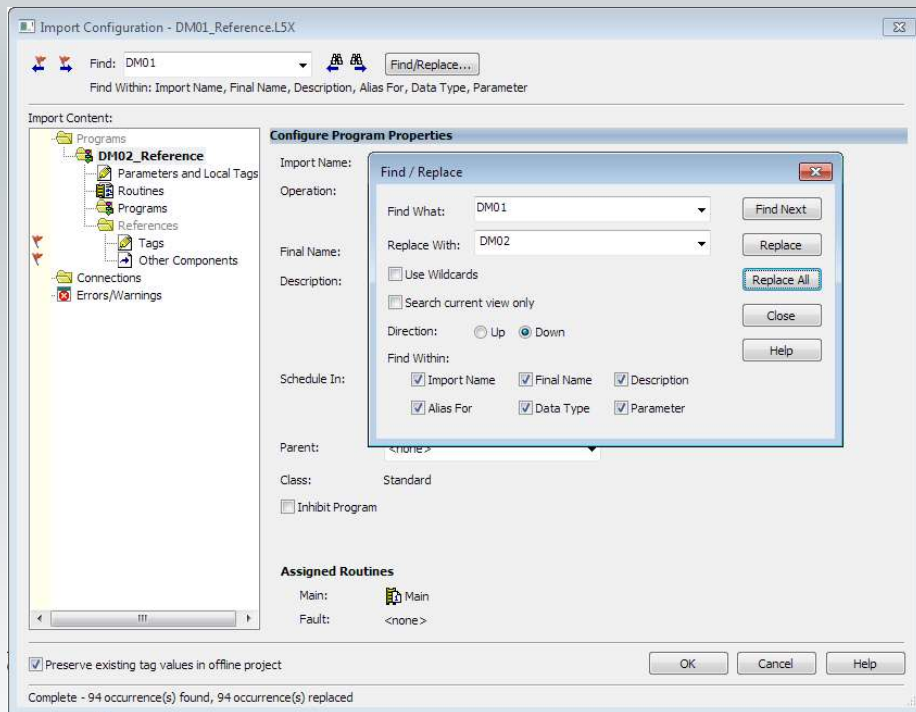 Import Configuration - DM01_Reference.L5X
Find: DM01 Find/Replace...
Find Within: Import Name, Final Name, Description, Alias For, Data Type, Parameter
Import Content:
Programs
DM02_Reference
Parameters and Local Tags
Routines
Programs
References
Tags
Other Components
Connections
Errors/Warnings
Configure Program Properties
Import Name:
Operation:
Final Name:
Description:
Schedule In:
Parent: <none>
Class: Standard
Inhibit Program
Assigned Routines
Main: Main
Fault: <none>
Find / Replace
Find What: DM01 Find Next
Replace With: DM02 Replace
Use Wildcards Replace All
Search current view only
Close
Direction: Up Down
Help
Find Within:
Import Name Final Name Description
Alias For Data Type Parameter
Preserve existing tag values in offline project OK Cancel Help
Complete - 94 occurrence(s) found, 94 occurrence(s) replaced